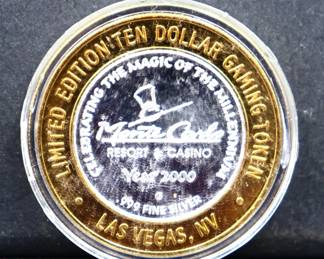 LIMITED EDITION TEN DOLLAR GAMING TOKEN
CELEBRATING THE MAGIC OF THE MILLENNIUM
Monte Carlo
RESORT & CASINO
Year 2000
.999 FINE SILVER
• LAS VEGAS, NV •